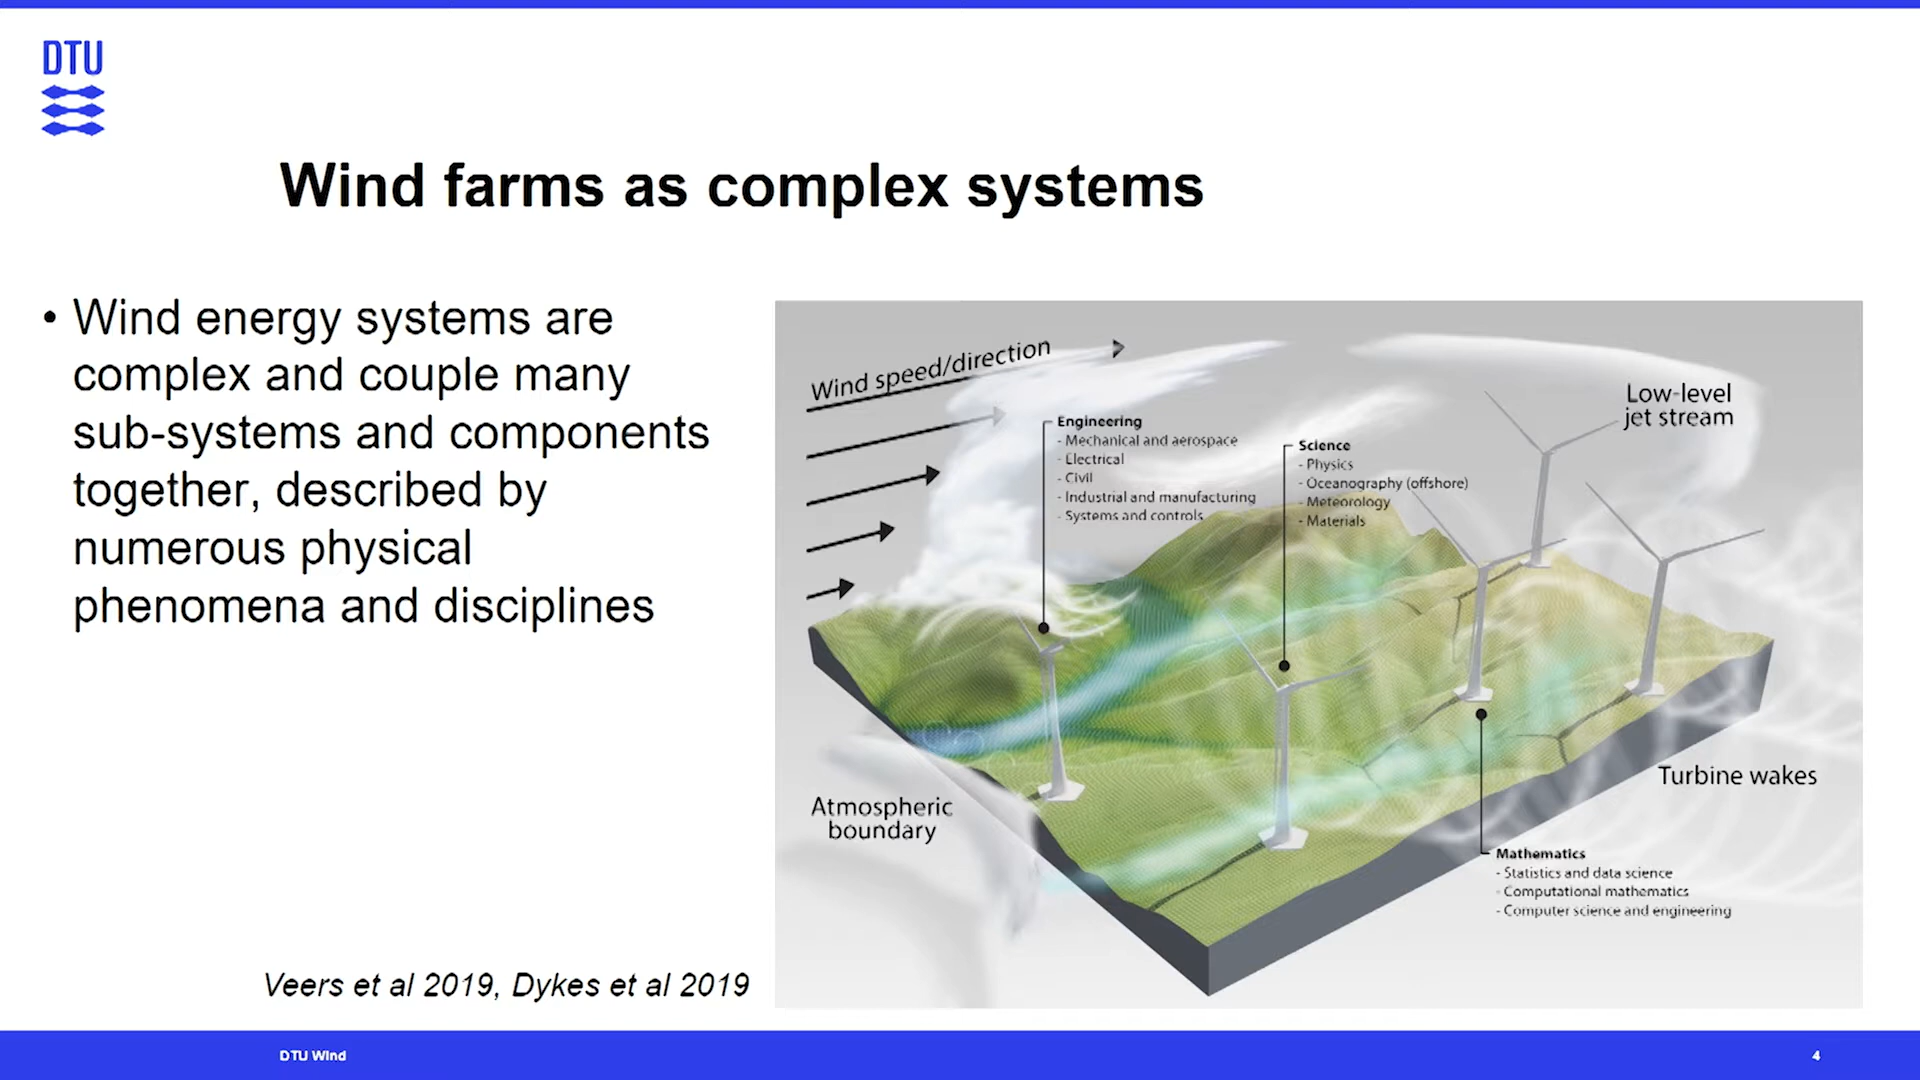 DTU
Wind farms as complex systems
• Wind energy systems are
complex and couple many
sub-systems and components
together, described by
numerous physical
phenomena and disciplines
Veers et al 2019, Dykes et al 2019
Wind speed/direction
Engineering
- Mechanical and aerospace
- Electrical
- Civil
- Industrial and manufacturing
- Systems and controls
Science
- Physics
- Oceanography (offshore)
- Meteorology
- Materials
Low-level
jet stream
Atmospheric
boundary
Turbine wakes
Mathematics
- Statistics and data science
- Computational mathematics
- Computer science and engineering
DTU Wind
4